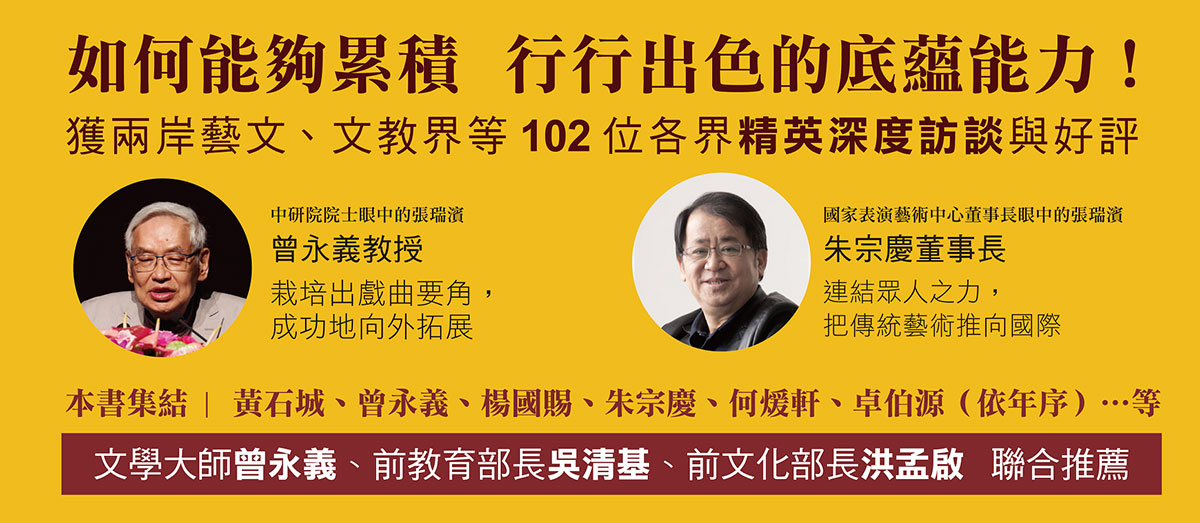 如何能夠累積 行行出色的底蘊能力！
獲兩岸藝文、文教界等 102 位各界精英深度訪談與好評
中研院院士眼中的張瑞濱
曾永義教授
栽培出戲曲要角，
成功地向外拓展
國家表演藝術中心董事長眼中的張瑞濱
朱宗慶董事長
連結眾人之力，
把傳統藝術推向國際
本書集結｜ 黃石城、曾永義、楊國賜、朱宗慶、何煖軒、卓伯源（依年序）…等
文學大師曾永義、前教育部長吳清基、前文化部長洪孟啟 聯合推薦